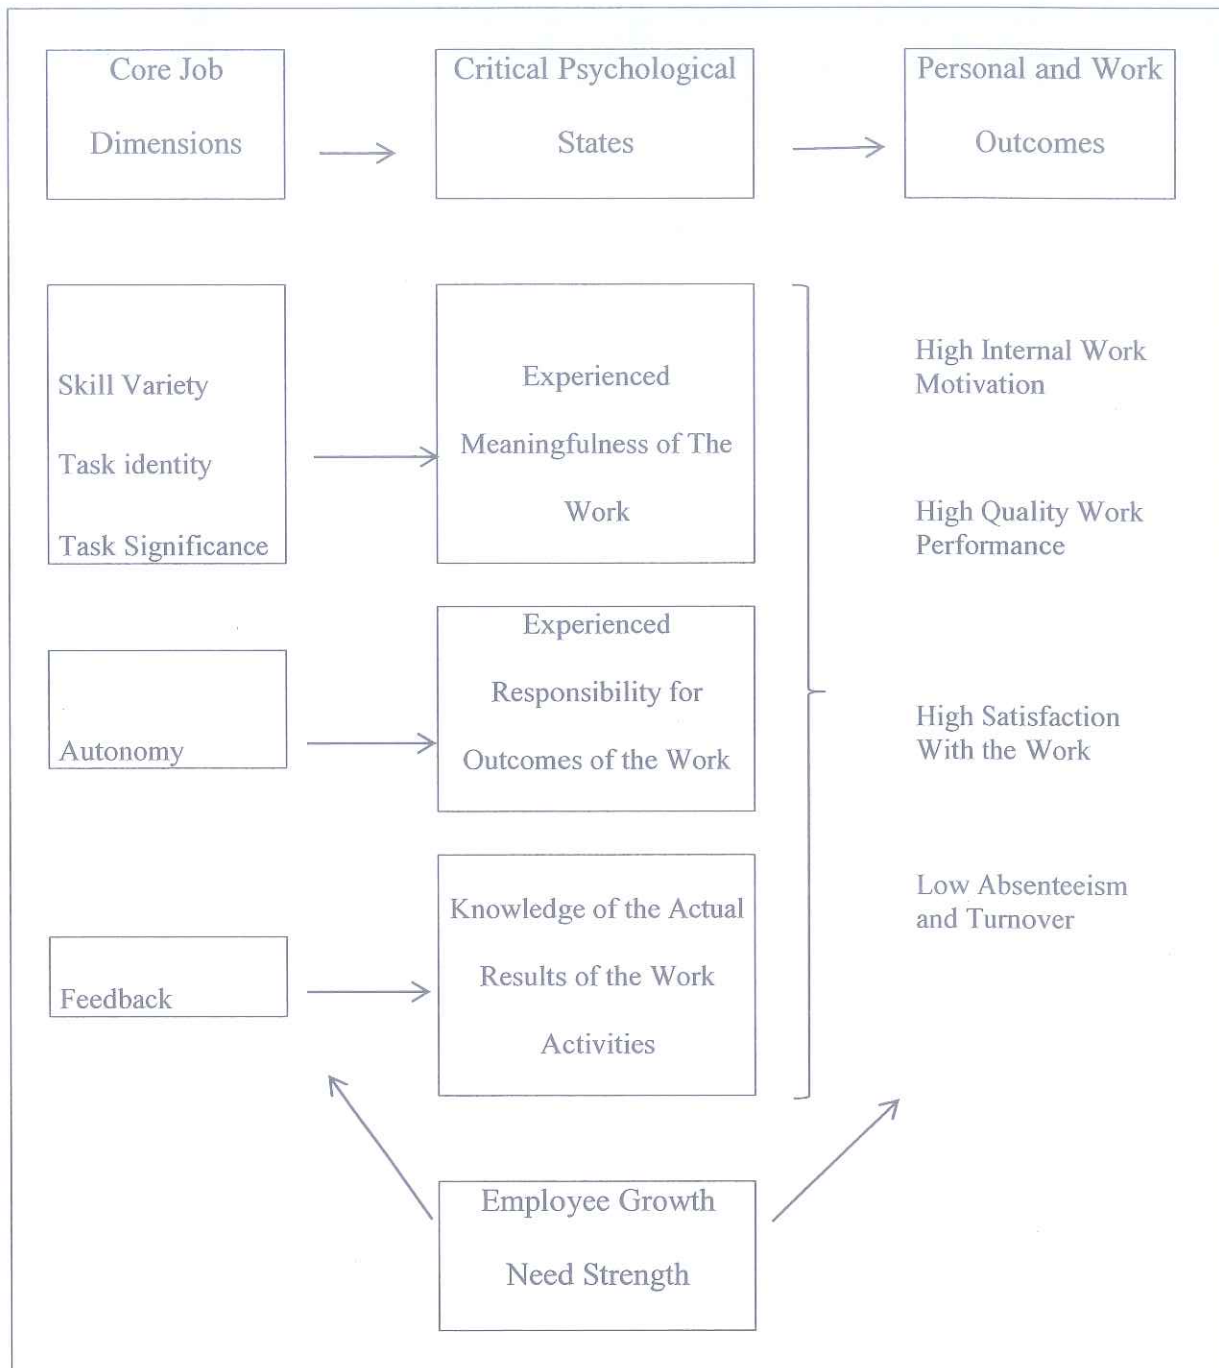 Core Job
Dimensions
Critical Psychological
States
Personal and Work
Outcomes
Skill Variety
Task identity
Task Significance
Experienced
Meaningfulness of The
Work
High Internal Work
Motivation
High Quality Work
Performance
Autonomy
Experienced
Responsibility for
Outcomes of the Work
High Satisfaction
With the Work
Feedback
Knowledge of the Actual
Results of the Work
Activities
Low Absenteeism
and Turnover
Employee Growth
Need Strength